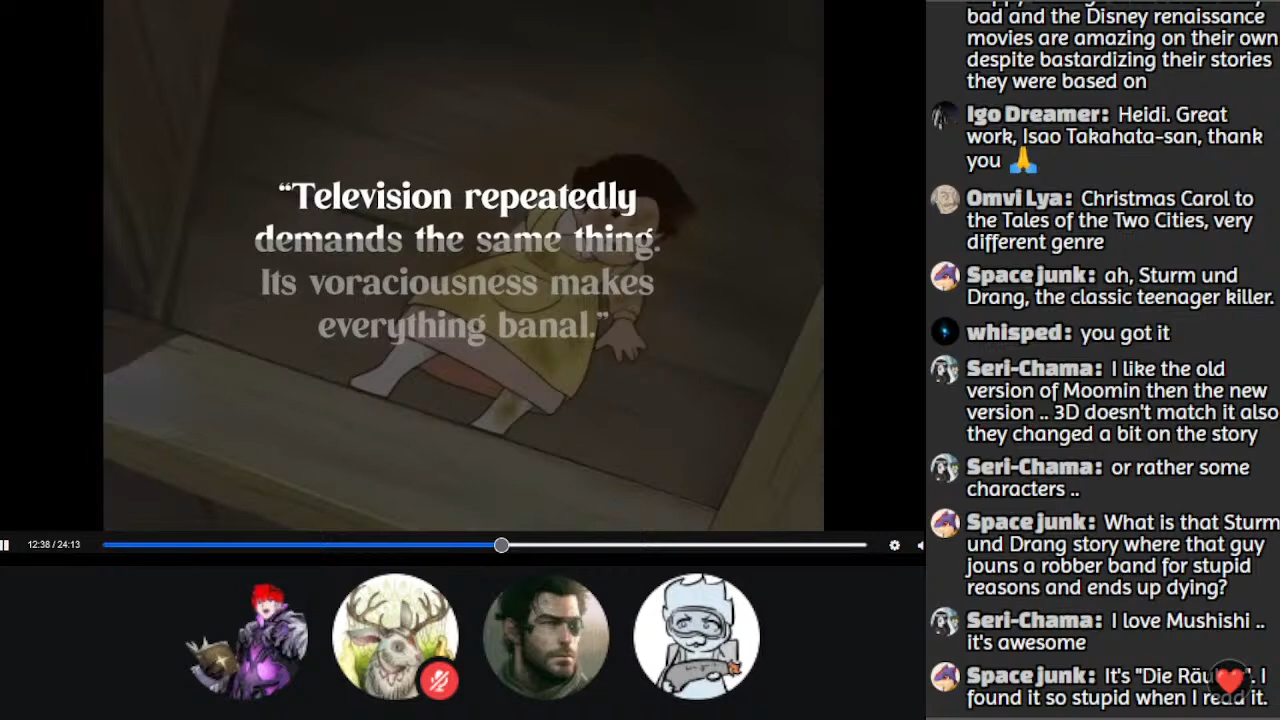 “Television repeatedly
demands the same thing.
Its voraciousness makes
everything banal.”
12:38 / 24:13
bad and the Disney renaissance
movies are amazing on their own
despite bastardizing their stories
they were based on
Igo Dreamer: Heidi. Great
work, Isao Takahata-san, thank
you 🙏
Omvi Lya: Christmas Carol to
the Tales of the Two Cities, very
different genre
Space junk: ah, Sturm und
Drang, the classic teenager killer.
whisped: you got it
Seri-Chama: I like the old
version of Moomin then the new
version .. 3D doesn't match it also
they changed a bit on the story
Seri-Chama: or rather some
characters ..
Space junk: What is that Sturm
und Drang story where that guy
jouns a robber band for stupid
reasons and ends up dying?
Seri-Chama: I love Mushishi ..
it's awesome
Space junk: It's "Die . I
found it so stupid when I read it.